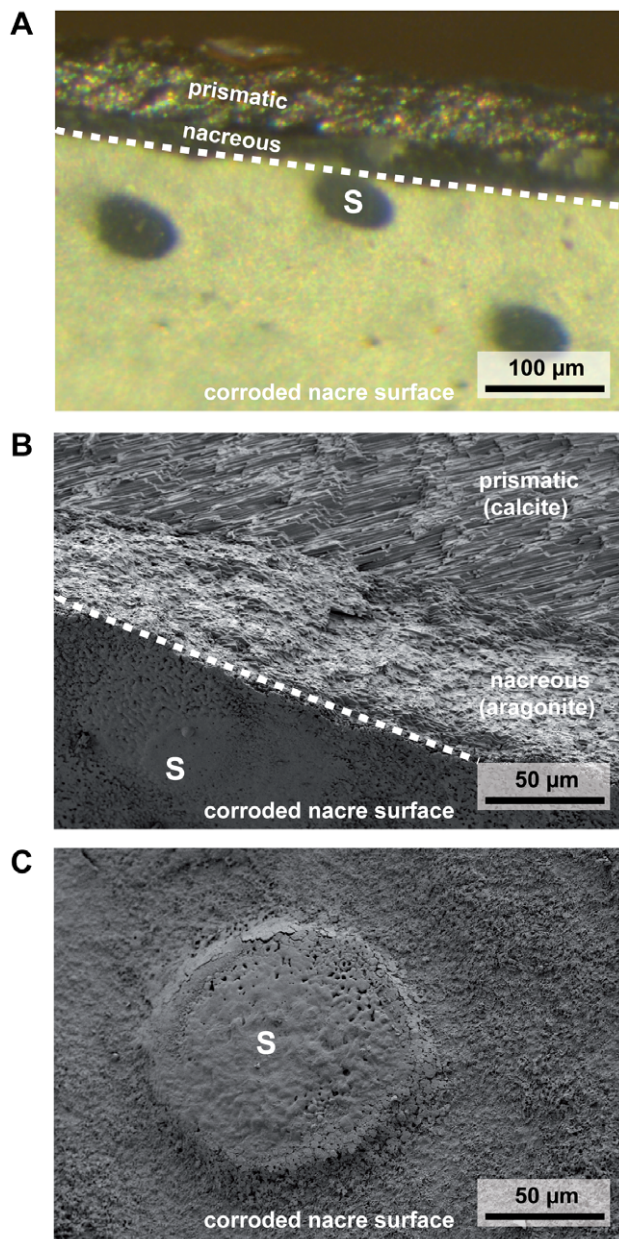 A
prismatic
nacreous
S
100 µm
corroded nacre surface
B
prismatic
(calcite)
nacreous
(aragonite)
S
50 µm
corroded nacre surface
C
S
50 µm
corroded nacre surface